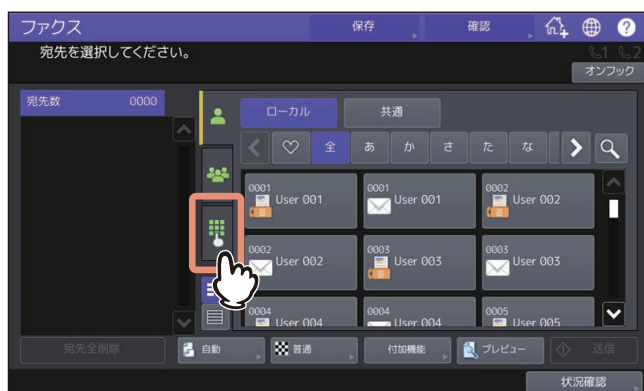 ファクス 保存 確認
宛先を選択してください。
1 2
オンフック
宛先数 0000
ローカル 共通
全 あ か さ た な
0001 User 001
0001 User 001
0002 User 002
0002 User 002
0003 User 003
0003 User 003
0004 User 004
0004 User 004
0005 User 005
宛先全削除 自動 普通 付加機能 プレビュー 送信
状況確認